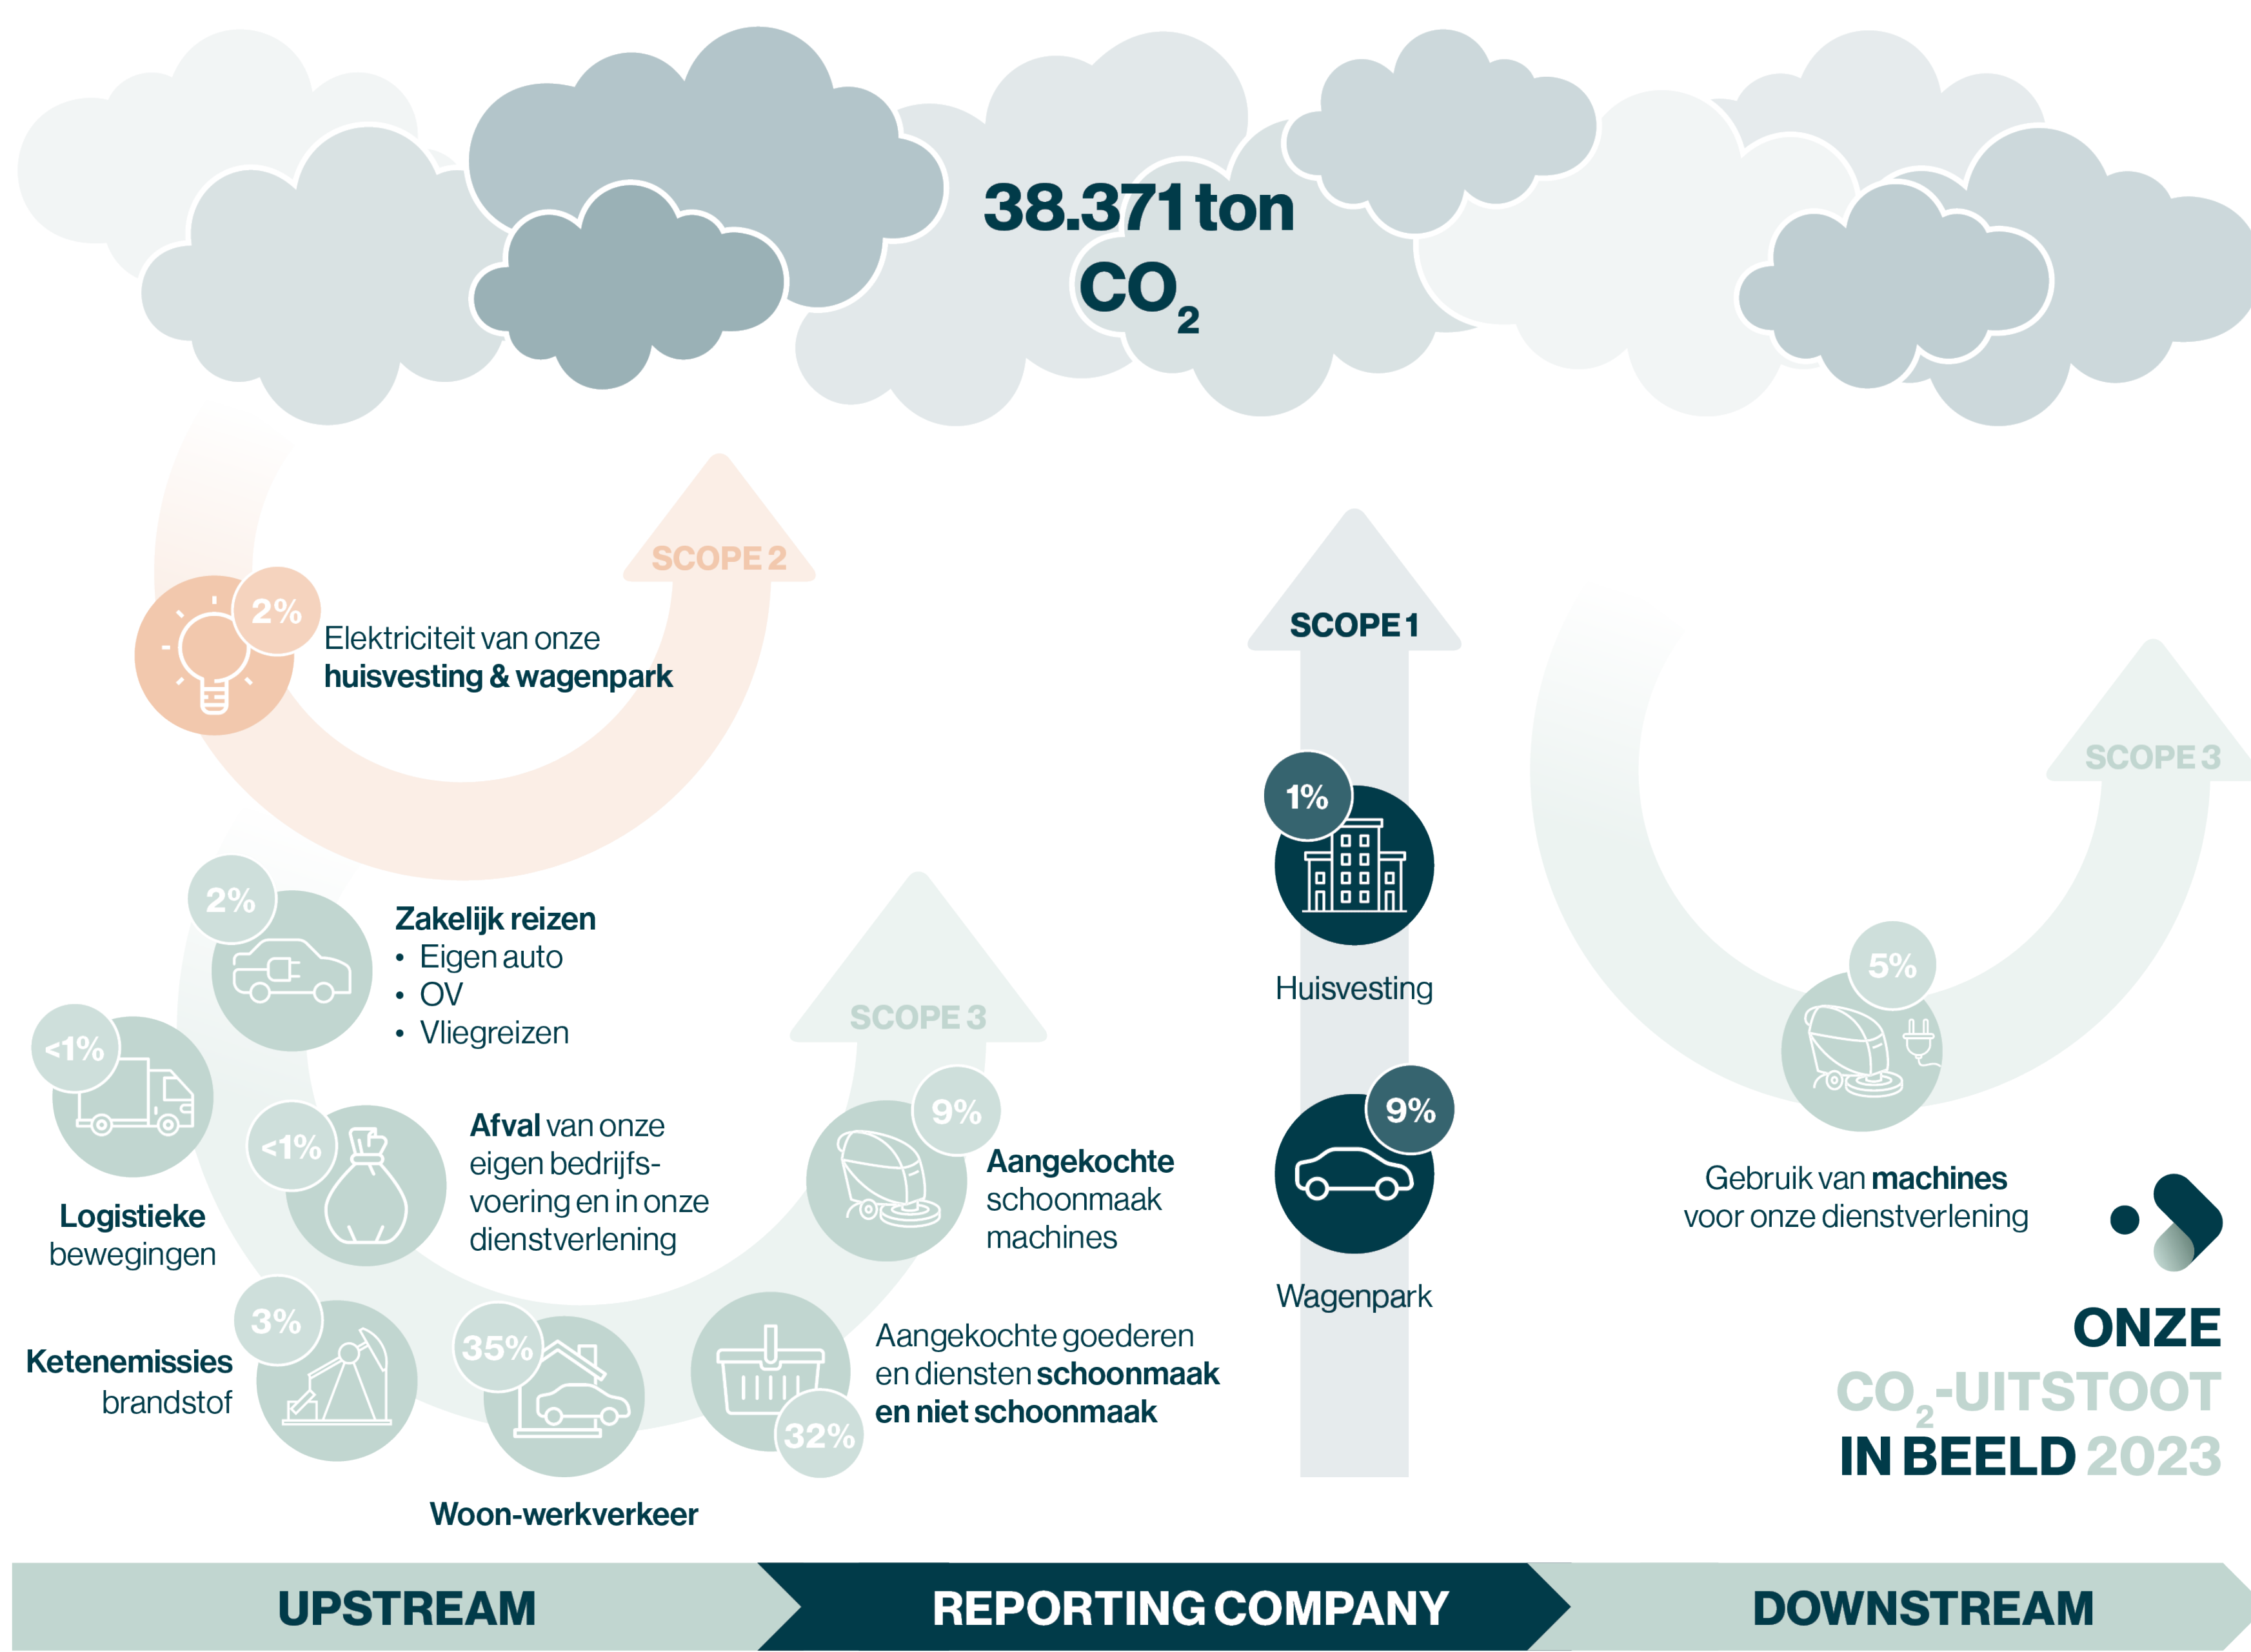 38.371 ton
CO₂
SCOPE 2
2%
Elektriciteit van onze
huisvesting & wagenpark
2%
Zakelijk reizen
• Eigen auto
• OV
• Vliegreizen
<1%
Logistieke
bewegingen
<1%
Afval van onze
eigen bedrijfs-
voering en in onze
dienstverlening
3%
Ketenemissies
brandstof
35%
Woon-werkverkeer
32%
Aangekochte goederen
en diensten schoonmaak
en niet schoonmaak
9%
Aangekochte
schoonmaak
machines
SCOPE 3
SCOPE 1
1%
Huisvesting
9%
Wagenpark
SCOPE 3
5%
Gebruik van machines
voor onze dienstverlening
ONZE
CO₂-UITSTOOT
IN BEELD 2023
UPSTREAM
REPORTING COMPANY
DOWNSTREAM